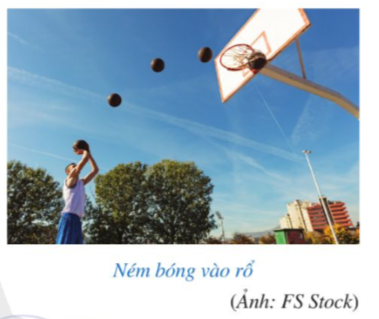 Ném bóng vào rổ
(Ảnh: FS Stock)